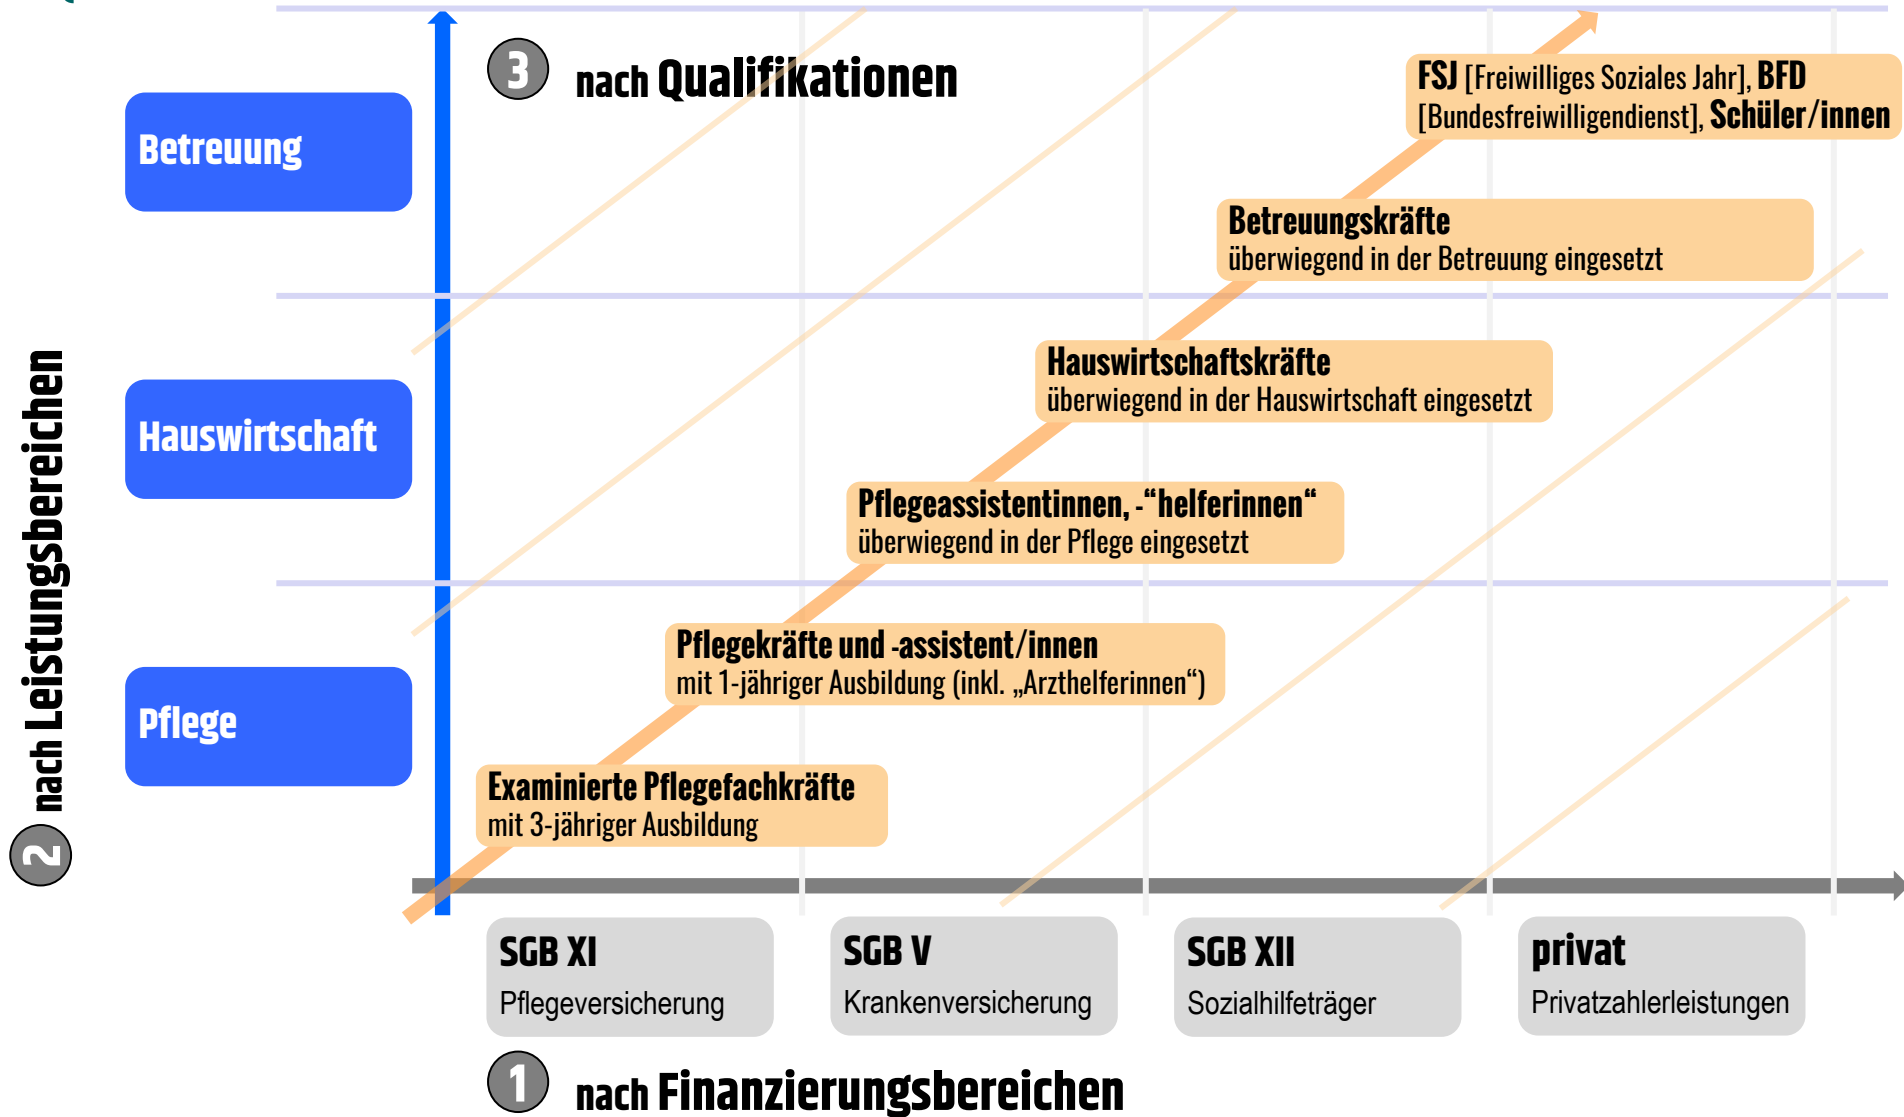 3 nach Qualifikationen
FSJ [Freiwilliges Soziales Jahr], BFD
[Bundesfreiwilligendienst], Schüler/innen
Betreuung
Betreuungskräfte
überwiegend in der Betreuung eingesetzt
Hauswirtschaftskräfte
überwiegend in der Hauswirtschaft eingesetzt
Hauswirtschaft
Pflegeassistentinnen, -“helferinnen“
überwiegend in der Pflege eingesetzt
Pflegekräfte und -assistent/innen
mit 1-jähriger Ausbildung (inkl. „Arzthelferinnen“)
Pflege
Examinierte Pflegefachkräfte
mit 3-jähriger Ausbildung
2 nach Leistungsbereichen
SGB XI
Pflegeversicherung
SGB V
Krankenversicherung
SGB XII
Sozialhilfeträger
privat
Privatzahlerleistungen
1 nach Finanzierungsbereichen